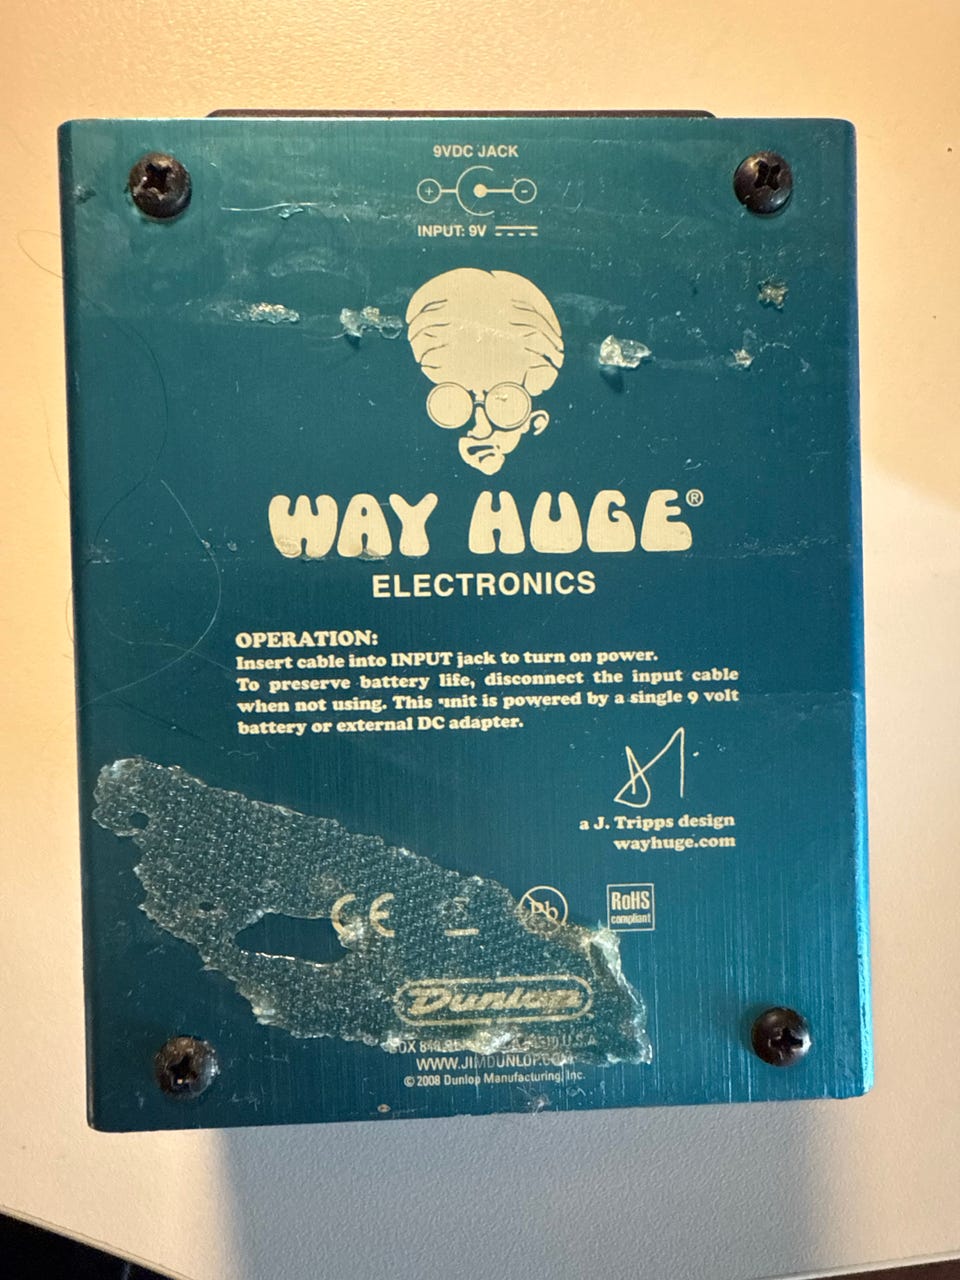 9VDC JACK
+ -
INPUT: 9V
WAY HUGE®
ELECTRONICS
OPERATION:
Insert cable into INPUT jack to turn on power.
To preserve battery life, disconnect the input cable
when not using. This unit is powered by a single 9 volt
battery or external DC adapter.
a J. Tripps design
wayhuge.com
CE Pb RoHS
compliant
Dunlop
U.S.A.
WWW.JIMDUNLOP.COM
© 2008 Dunlop Manufacturing, Inc.